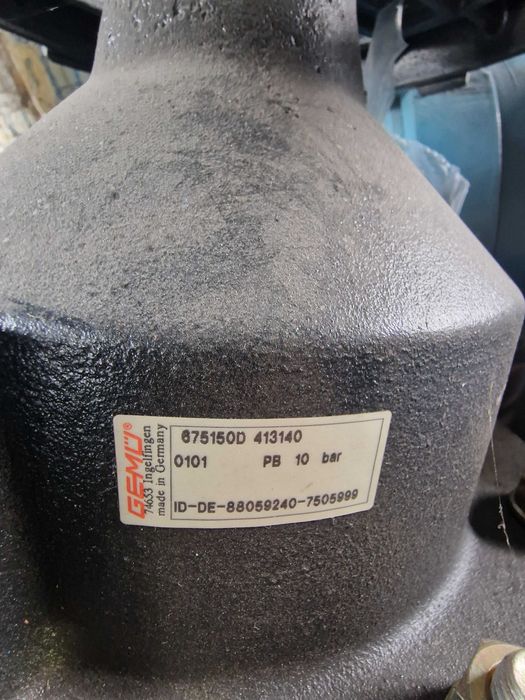 GEMÜ®
74653 Ingelfingen
made in Germany
675150D 413140
0101 PB 10 bar
ID-DE-88059240-7505999